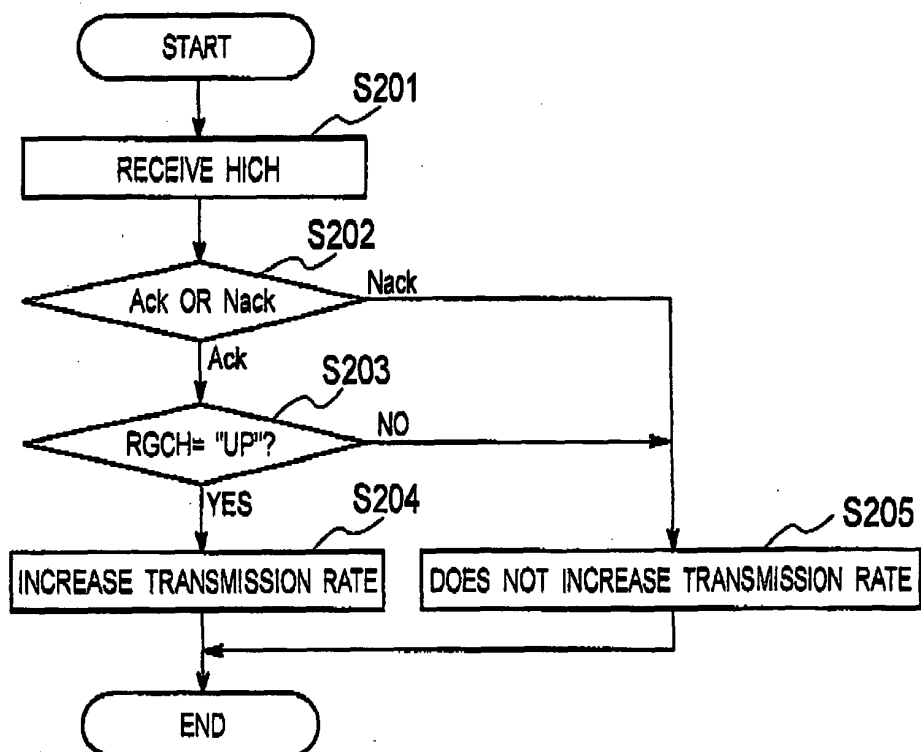 START
S201
RECEIVE HICH
S202
Ack OR Nack
Nack
Ack
S203
RGCH= "UP"?
NO
YES
S204
S205
INCREASE TRANSMISSION RATE
DOES NOT INCREASE TRANSMISSION RATE
END